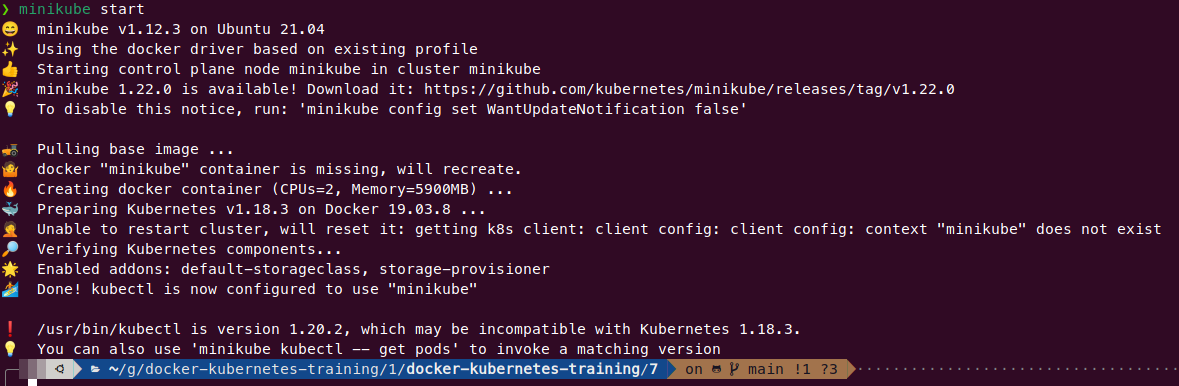 ❯ minikube start
😄 minikube v1.12.3 on Ubuntu 21.04
✨ Using the docker driver based on existing profile
👍 Starting control plane node minikube in cluster minikube
🎉 minikube 1.22.0 is available! Download it: https://github.com/kubernetes/minikube/releases/tag/v1.22.0
💡 To disable this notice, run: 'minikube config set WantUpdateNotification false'
🚜 Pulling base image ...
🤷 docker "minikube" container is missing, will recreate.
🔥 Creating docker container (CPUs=2, Memory=5900MB) ...
🐳 Preparing Kubernetes v1.18.3 on Docker 19.03.8 ...
🤦 Unable to restart cluster, will reset it: getting k8s client: client config: client config: context "minikube" does not exist
🔎 Verifying Kubernetes components...
🌟 Enabled addons: default-storageclass, storage-provisioner
🏄 Done! kubectl is now configured to use "minikube"
❗ /usr/bin/kubectl is version 1.20.2, which may be incompatible with Kubernetes 1.18.3.
💡 You can also use 'minikube kubectl -- get pods' to invoke a matching version
~/g/docker-kubernetes-training/1/docker-kubernetes-training/7 on main !1 ?3